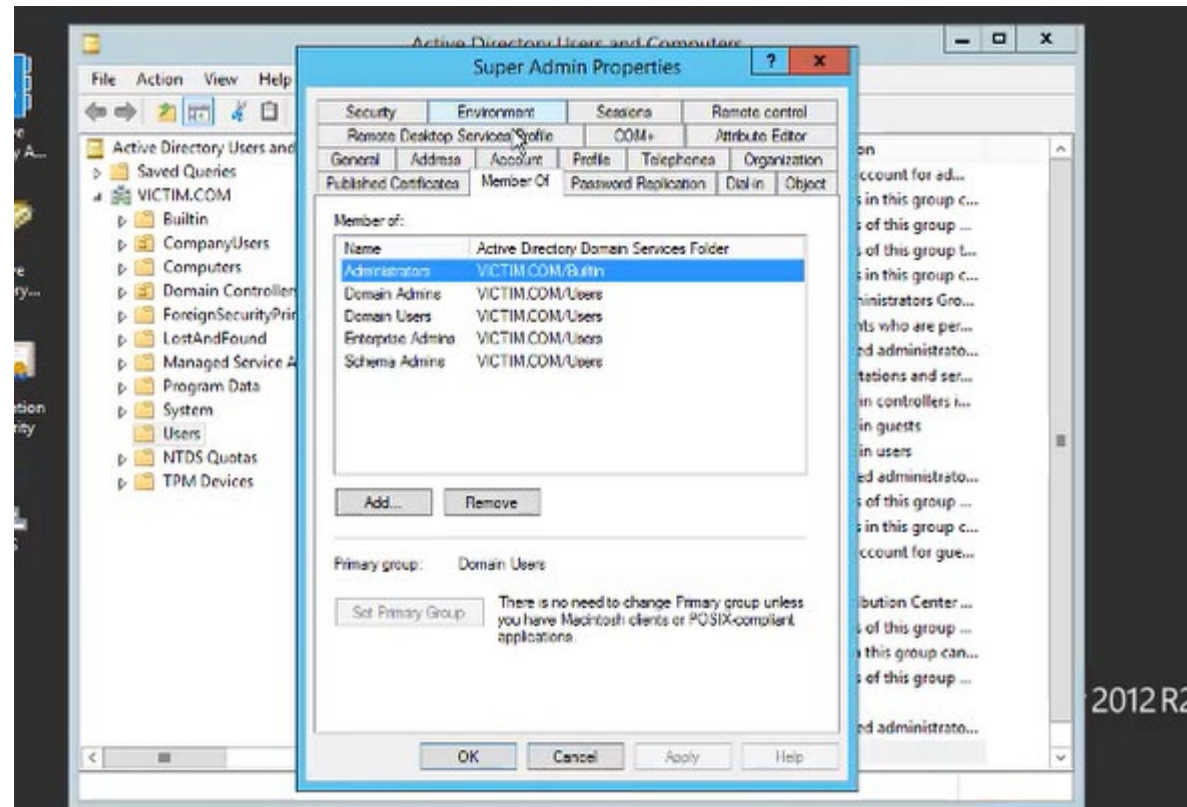 Active Directory Users and Computers
Super Admin Properties
? x
File Action View Help
Security Environment Sessions Remote control
Remote Desktop Services Profile COM+ Attribute Editor
General Address Account Profile Telephones Organization
Published Certificates Member Of Password Replication Dial-in Object
Member of:
Name Active Directory Domain Services Folder
Administrators VICTIM.COM/Builtin
Domain Admins VICTIM.COM/Users
Domain Users VICTIM.COM/Users
Enterprise Admins VICTIM.COM/Users
Schema Admins VICTIM.COM/Users
Add... Remove
Primary group: Domain Users
Set Primary Group
There is no need to change Primary group unless
you have Macintosh clients or POSIX-compliant
applications.
OK Cancel Apply Help
Active Directory Users and
Saved Queries
VICTIM.COM
Builtin
CompanyUsers
Computers
Domain Controller
ForeignSecurityPrin
LostAndFound
Managed Service A
Program Data
System
Users
NTDS Quotas
TPM Devices
on
ccount for ad...
s in this group c...
s of this group ...
s of this group t...
s in this group c...
ministrators Gro...
nts who are per...
ed administrato...
tations and ser...
in controllers i...
in guests
in users
ed administrato...
s of this group ...
s in this group c...
ccount for gue...
ibution Center ...
s of this group ...
this group can...
s of this group ...
ed administrato...
2012 R2